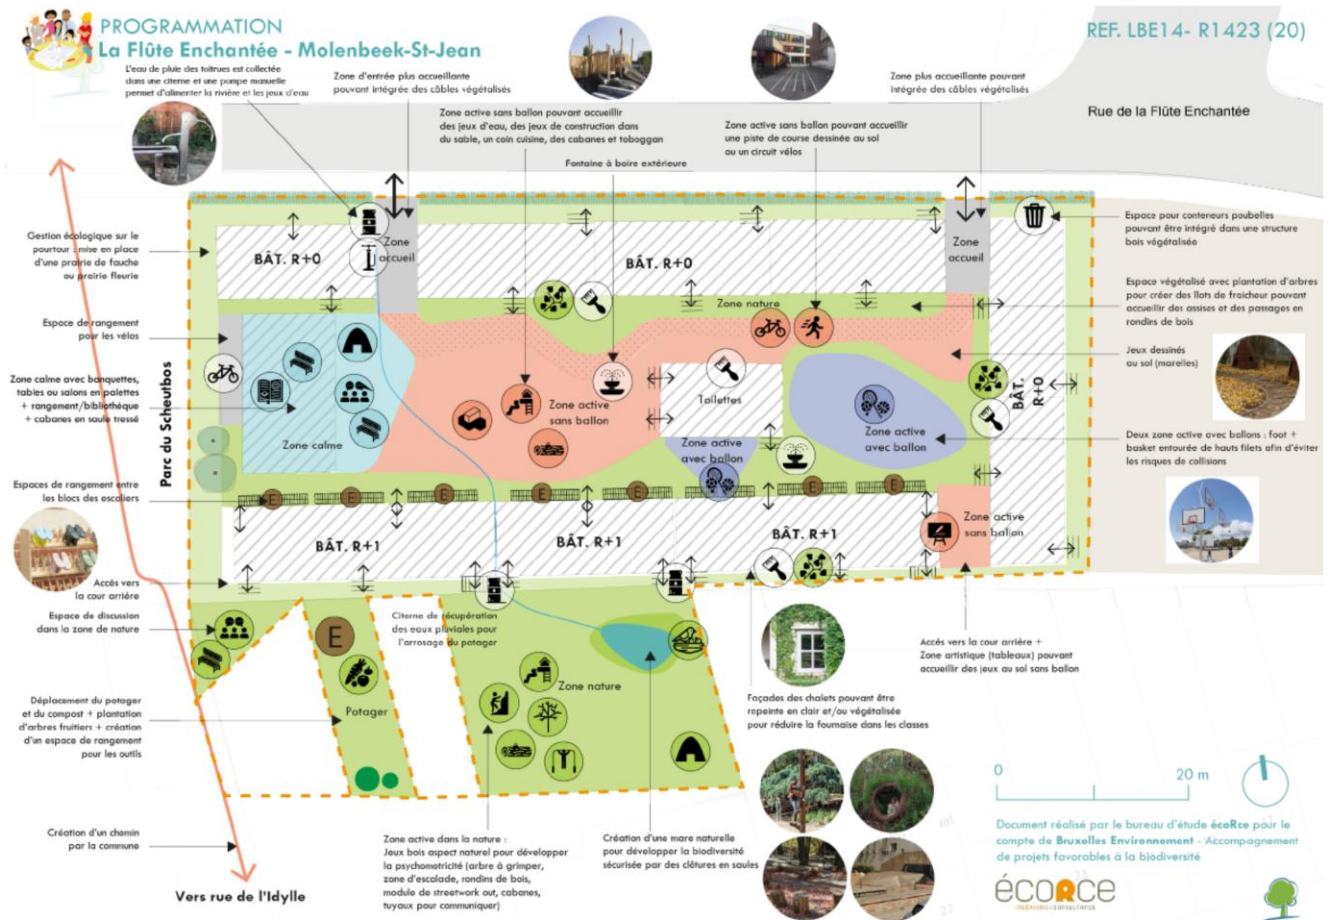 PROGRAMMATION
La Flûte Enchantée - Molenbeek-St-Jean
REF. LBE14- R1423 (20)
L'eau de pluie des toitrues est collectée
dans une citerne et une pompe manuelle
permet d'alimenter la rivière et les jeux d'eau
Zone d'entrée plus accueillante
pouvant intégrée des câbles végétalisés
Zone plus accueillante pouvant
intégrée des câbles végétalisés
Rue de la Flûte Enchantée
Zone active sans ballon pouvant accueillir
des jeux d'eau, des jeux de construction dans
du sable, un coin cuisine, des cabanes et toboggan
Zone active sans ballon pouvant accueillir
une piste de course dessinée au sol
ou un circuit vélos
Fontaine à boire extérieure
Gestion écologique sur le
pourtour : mise en place
d'une prairie de fauche
ou prairie fleurie
Espace de rangement
pour les vélos
Zone calme avec banquettes,
tables ou salons en palettes
+ rangement/bibliothèque
+ cabanes en saule tressé
Parc du Scheutbos
Espaces de rangement entre
les blocs des escaliers
Accés vers
la cour arrière
Espace de discussion
dans la zone de nature
Déplacement du potager
et du compost + plantation
d'arbres fruitiers + création
d'un espace de rangement
pour les outils
Création d'un chemin
par la commune
Vers rue de l'Idylle
BÂT. R+0
Zone
accueil
BÂT. R+0
Zone
accueil
Zone nature
BÂT.
R+0
Zone calme
Zone active
sans ballon
Toilettes
Zone active
avec ballon
Zone active
avec ballon
E
E
E
E
E
E
E
E
BÂT. R+1
BÂT. R+1
BÂT. R+1
Zone active
sans ballon
Espace pour conteneurs poubelles
pouvant être intégré dans une structure
bois végétalisée
Espace végétalisé avec plantation d'arbres
pour créer des îlots de fraicheur pouvant
accueillir des assises et des passages en
rondins de bois
Jeux dessinés
au sol (marelles)
Deux zone active avec ballons : foot +
basket entourée de hauts filets afin d'éviter
les risques de collisions
Citerne de récupération
des eaux pluviales pour
l'arrosage du potager
E
Potager
Zone nature
Façades des chalets pouvant être
repeinte en clair et/ou végétalisée
pour réduire la fournaise dans les classes
Accés vers la cour arrière +
Zone artistique (tableaux) pouvant
accueillir des jeux au sol sans ballon
Zone active dans la nature :
Jeux bois aspect naturel pour développer
la psychomotricité (arbre à grimper,
zone d'escalade, rondins de bois,
module de streetwork out, cabanes,
tuyaux pour communiquer)
Création d'une mare naturelle
pour développer la biodiversité
sécurisée par des clôtures en saules
0
20 m
Document réalisé par le bureau d'étude écoRce pour le
compte de Bruxelles Environnement - Accompagnement
de projets favorables à la biodiversité
écoRce